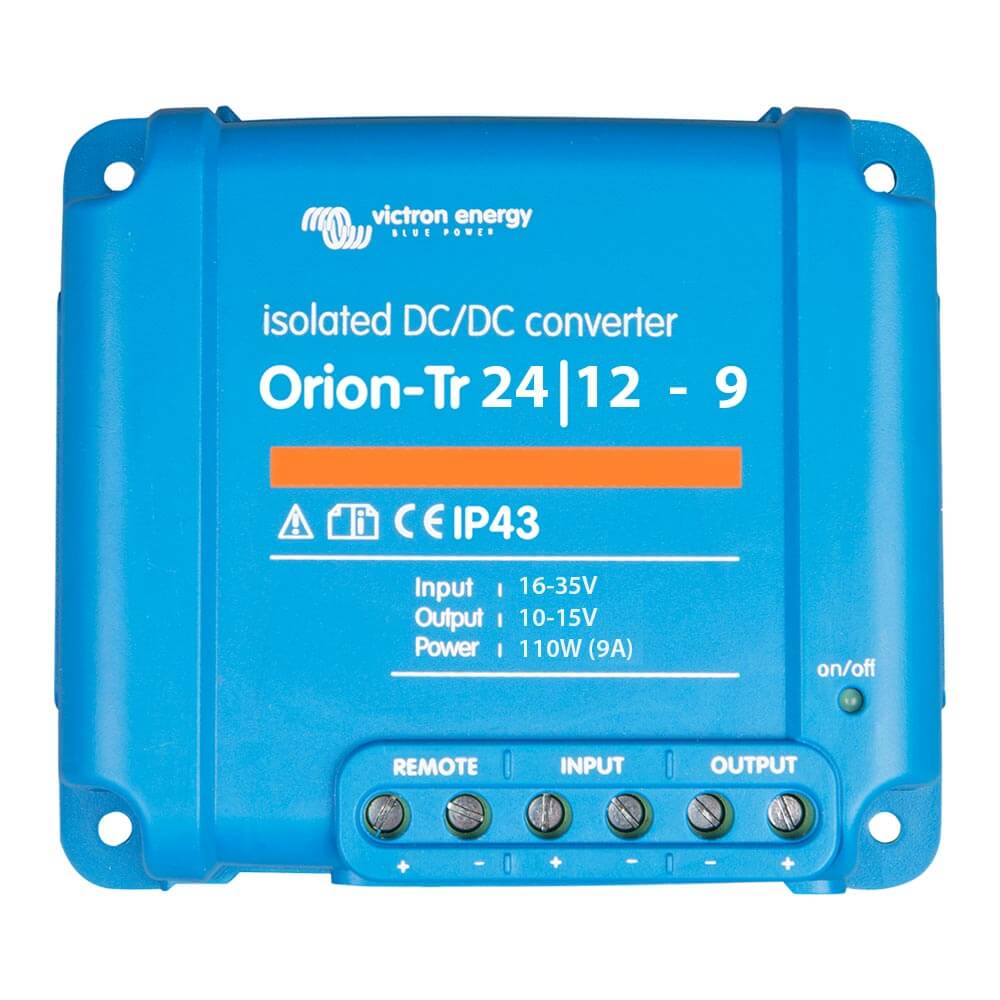 victron energy
BLUE POWER
isolated DC/DC converter
Orion-Tr 24|12 - 9
CE IP43
Input 16-35V
Output 10-15V
Power 110W (9A)
on/off
REMOTE INPUT OUTPUT
+ - + - - +